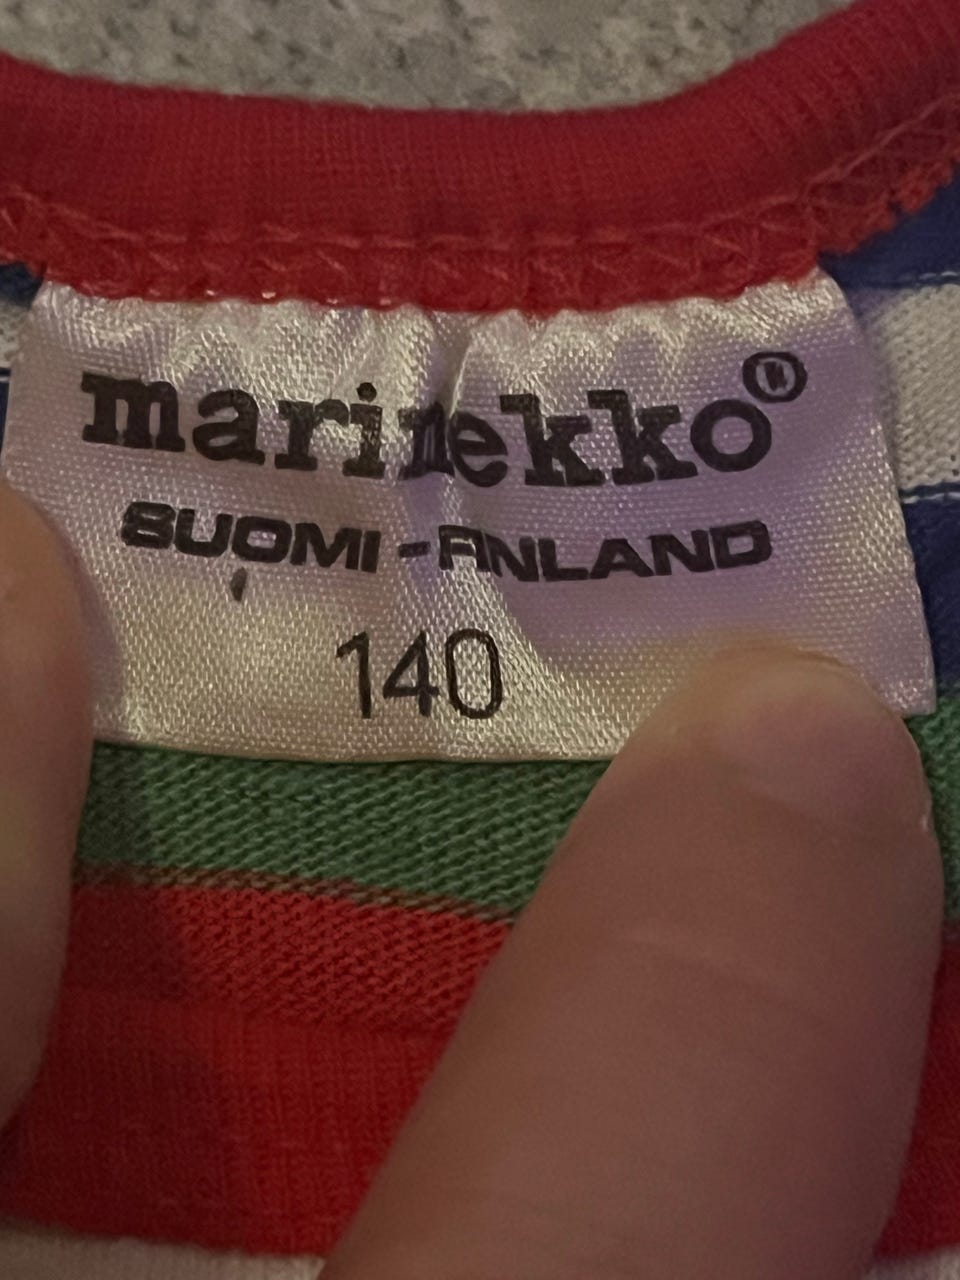 marimekko®
SUOMI - FINLAND
140